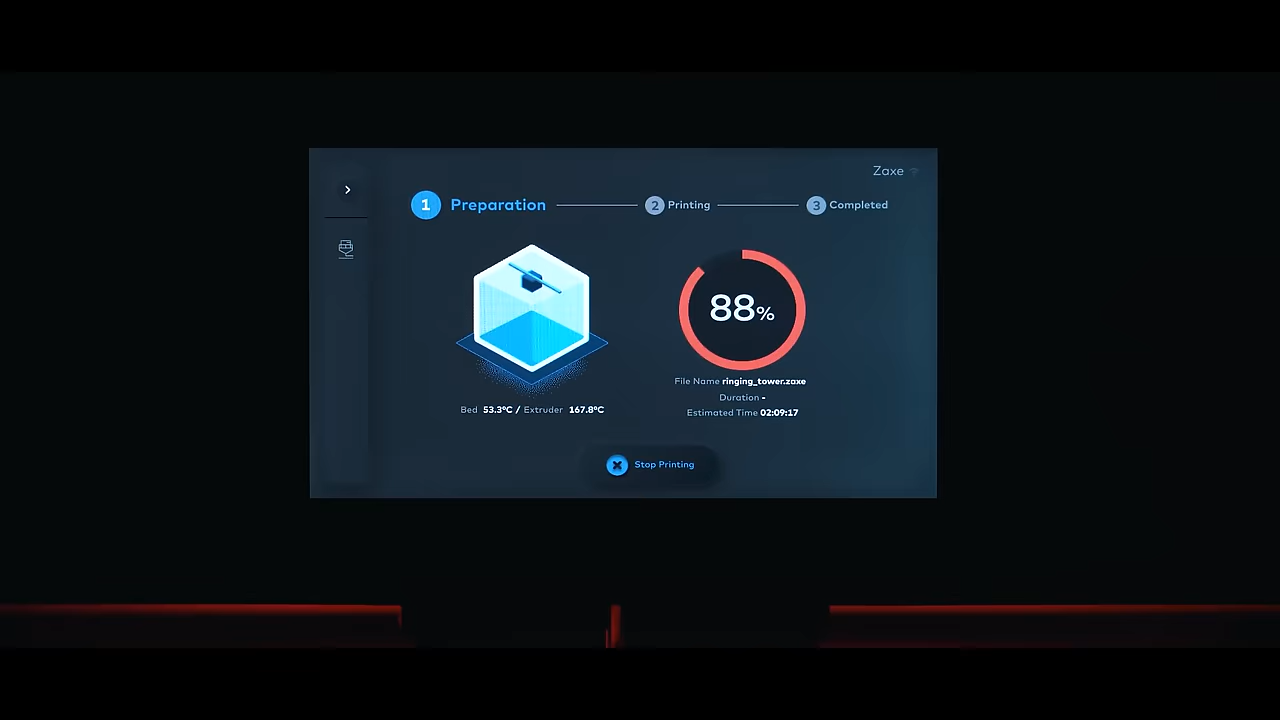 Zaxe
1 Preparation 2 Printing 3 Completed
88%
File Name ringing_tower.zaxe
Duration -
Estimated Time 02:09:17
Bed 53.3°C / Extruder 167.8°C
Stop Printing